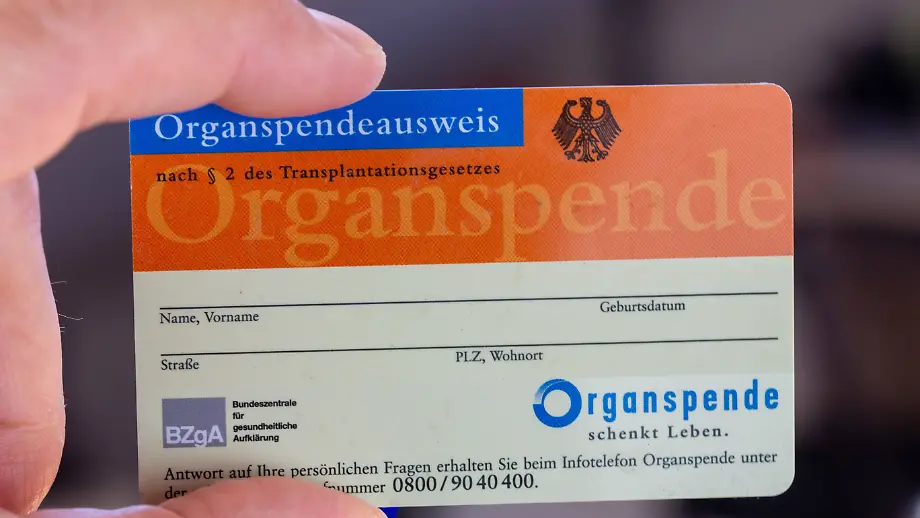 Organspendeausweis
nach § 2 des Transplantationsgesetzes
Organspende
Name, Vorname
Geburtsdatum
Straße
PLZ, Wohnort
BZgA
Bundeszentrale
für
gesundheitliche
Aufklärung
Organspende
schenkt Leben.
Antwort auf Ihre persönlichen Fragen erhalten Sie beim Infotelefon Organspende unter
der 0800/90 40 400.